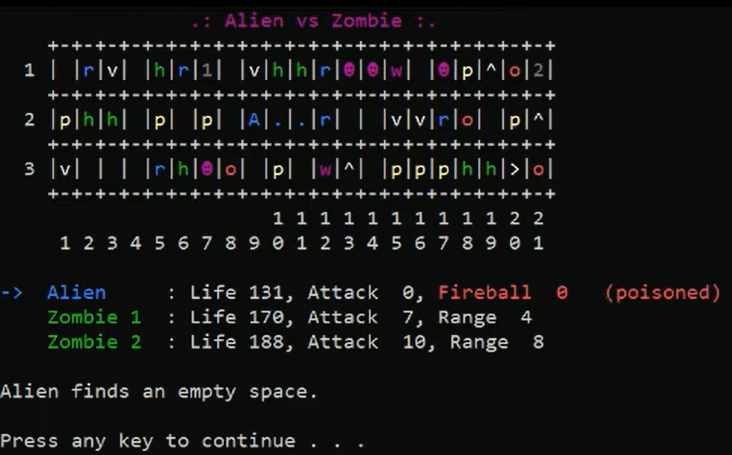 .: Alien vs Zombie :.
+-+-+-+-+-+-+-+-+-+-+-+-+-+-+-+-+-+-+-+-+-+
1 | |r|v| |h|r|1| |v|h|h|r|☻|☻|w| |☻|p|^|o|2|
+-+-+-+-+-+-+-+-+-+-+-+-+-+-+-+-+-+-+-+-+-+
2 |p|h|h| |p| |p| |A|.|.|r| | |v|v|r|o| |p|^|
+-+-+-+-+-+-+-+-+-+-+-+-+-+-+-+-+-+-+-+-+-+
3 |v| | | |r|h|☻|o| |p| |w|^| |p|p|p|h|h|>|o|
+-+-+-+-+-+-+-+-+-+-+-+-+-+-+-+-+-+-+-+-+-+
1 1 1 1 1 1 1 1 1 1 2 2
1 2 3 4 5 6 7 8 9 0 1 2 3 4 5 6 7 8 9 0 1
-> Alien : Life 131, Attack 0, Fireball 0 (poisoned)
Zombie 1 : Life 170, Attack 7, Range 4
Zombie 2 : Life 188, Attack 10, Range 8
Alien finds an empty space.
Press any key to continue . . .